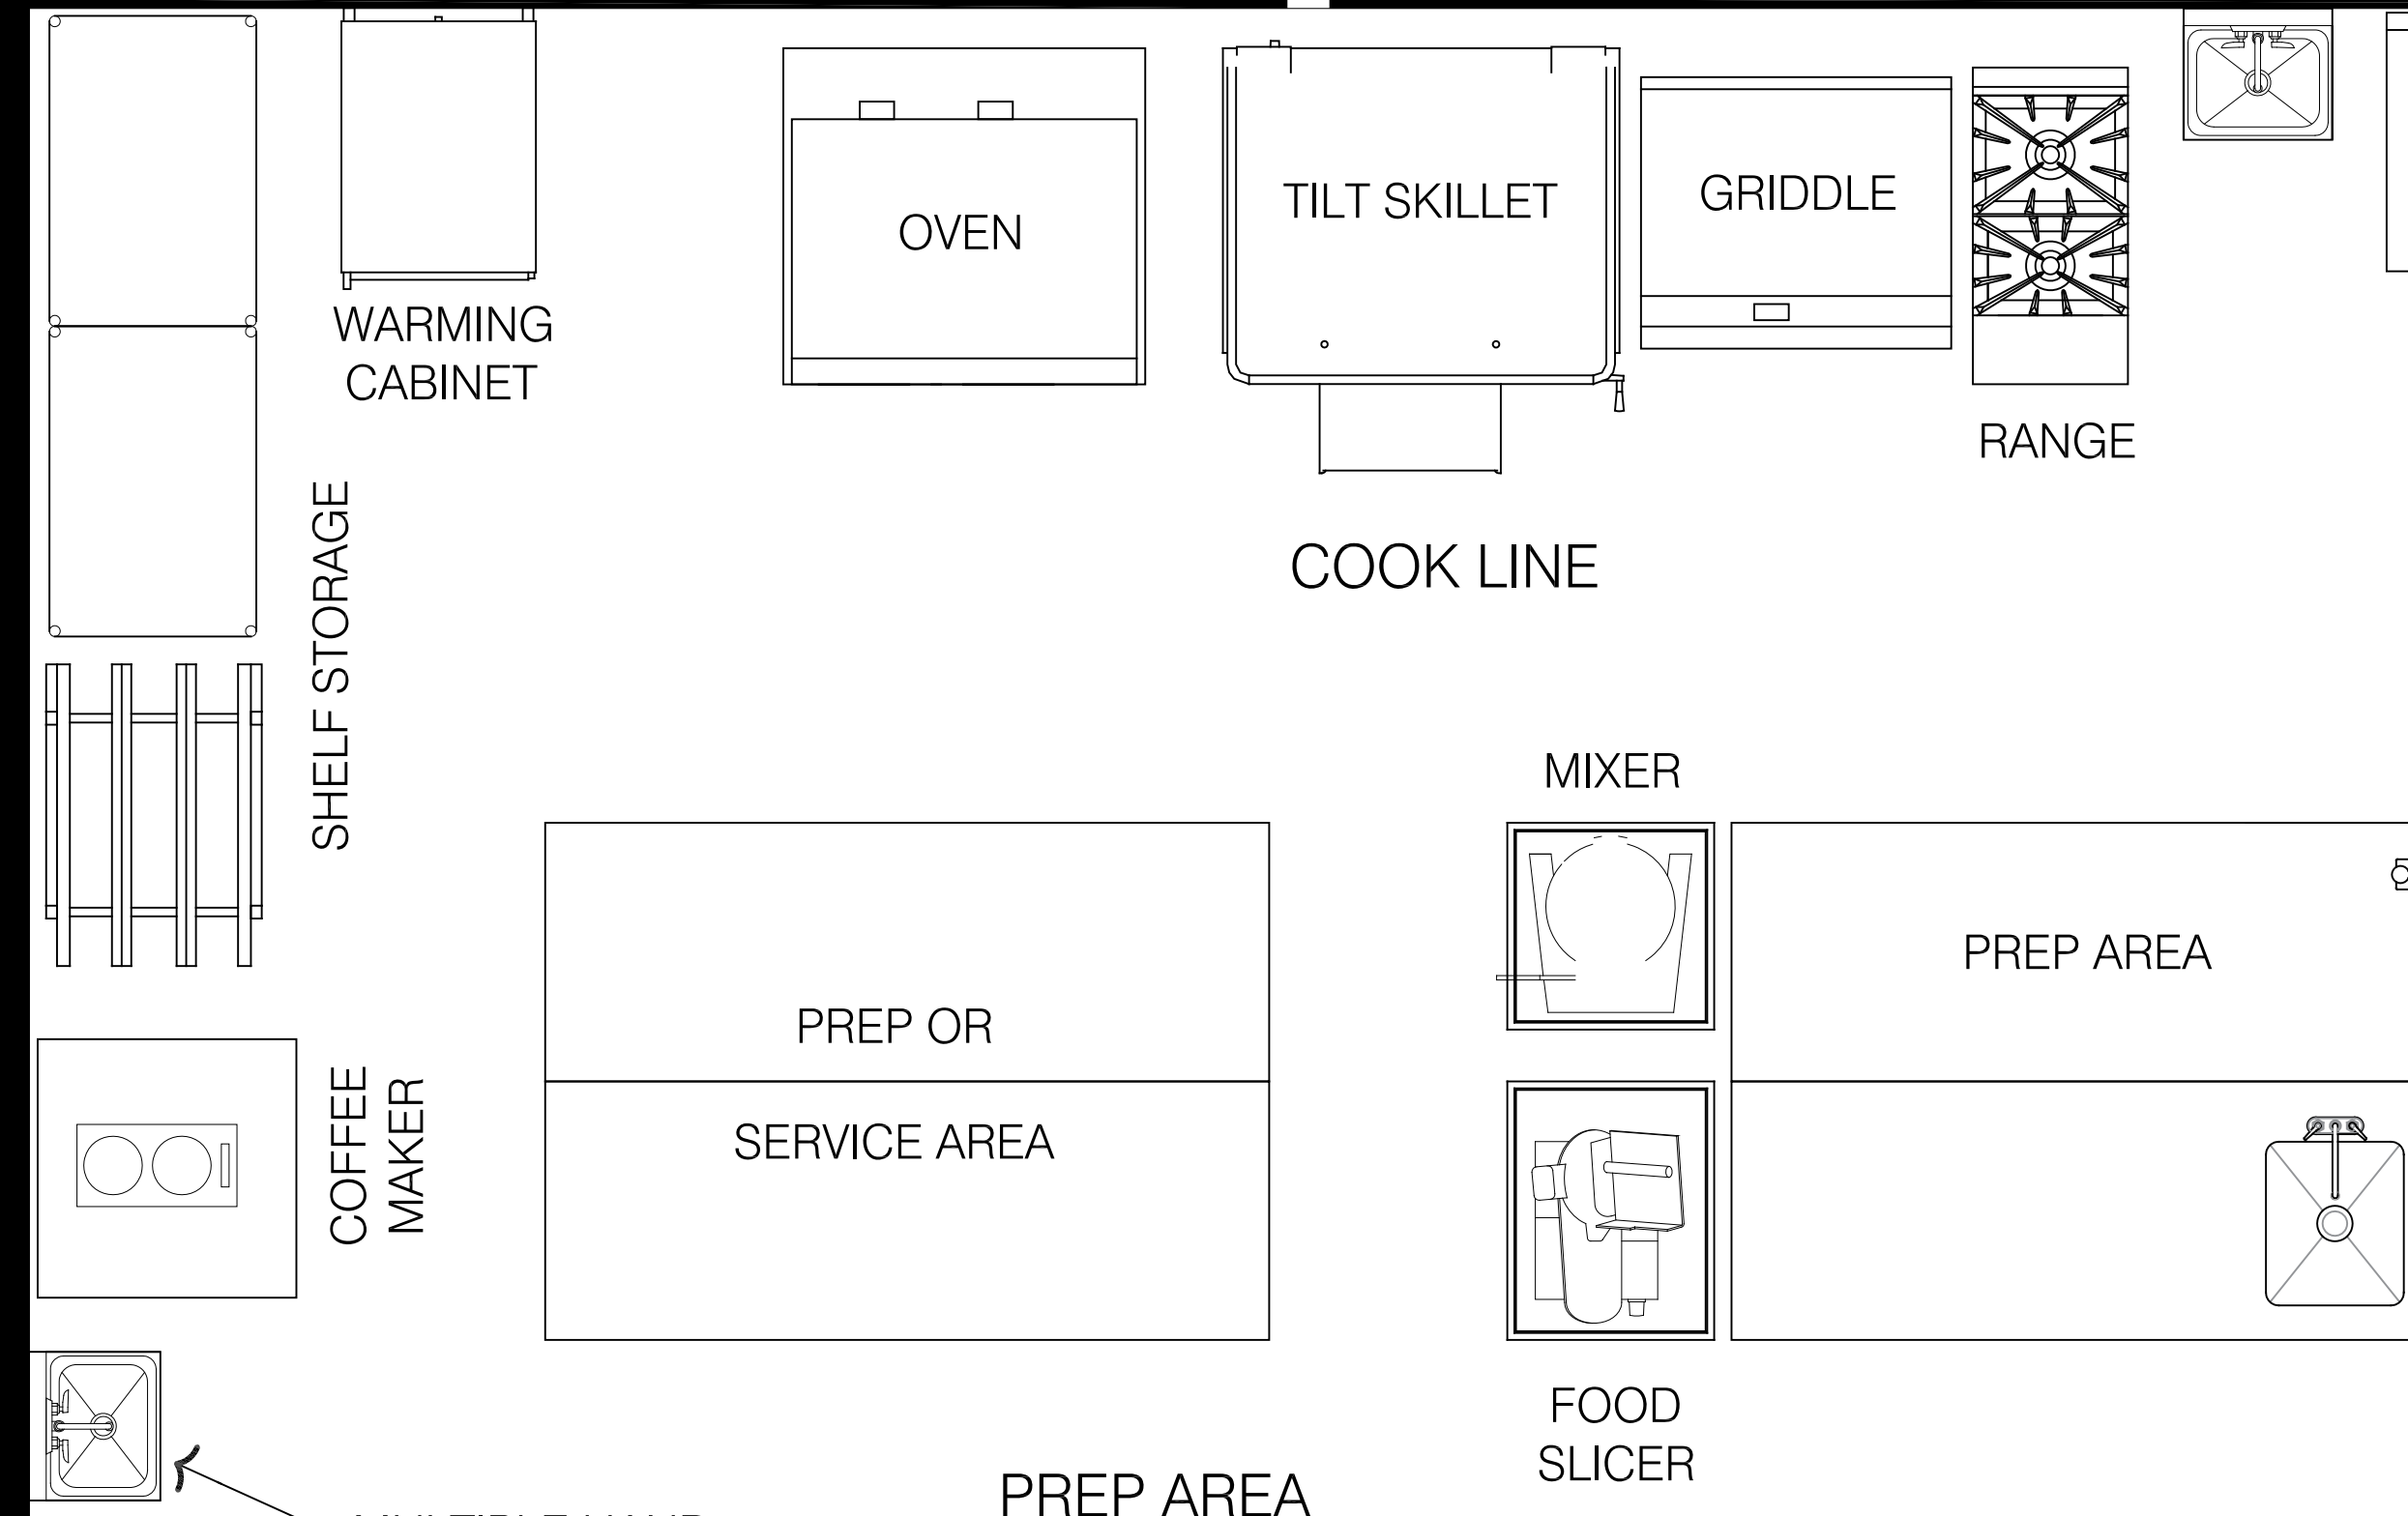 OVEN
TILT SKILLET
GRIDDLE
WARMING
CABINET
RANGE
COOK LINE
SHELF STORAGE
MIXER
PREP AREA
PREP OR
SERVICE AREA
COFFEE
MAKER
FOOD
SLICER
PREP AREA